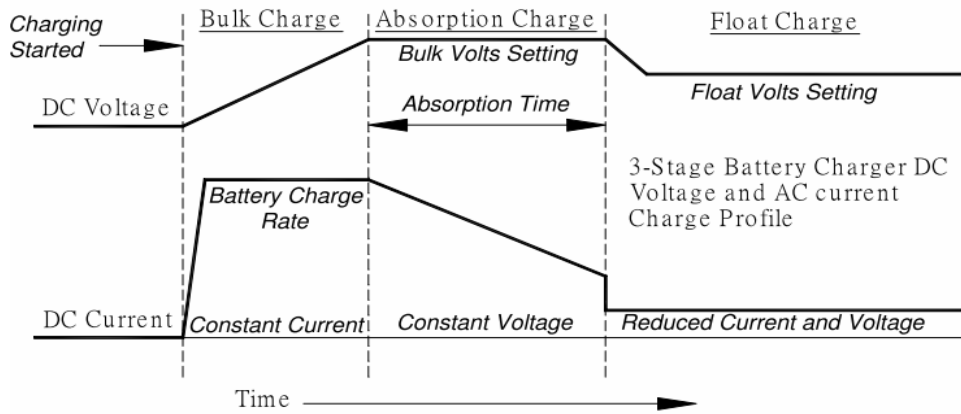 Charging
Started
Bulk Charge
Absorption Charge
Float Charge
Bulk Volts Setting
DC Voltage
Absorption Time
Float Volts Setting
3-Stage Battery Charger DC
Voltage and AC current
Charge Profile
Battery Charge
Rate
DC Current
Constant Current
Constant Voltage
Reduced Current and Voltage
Time